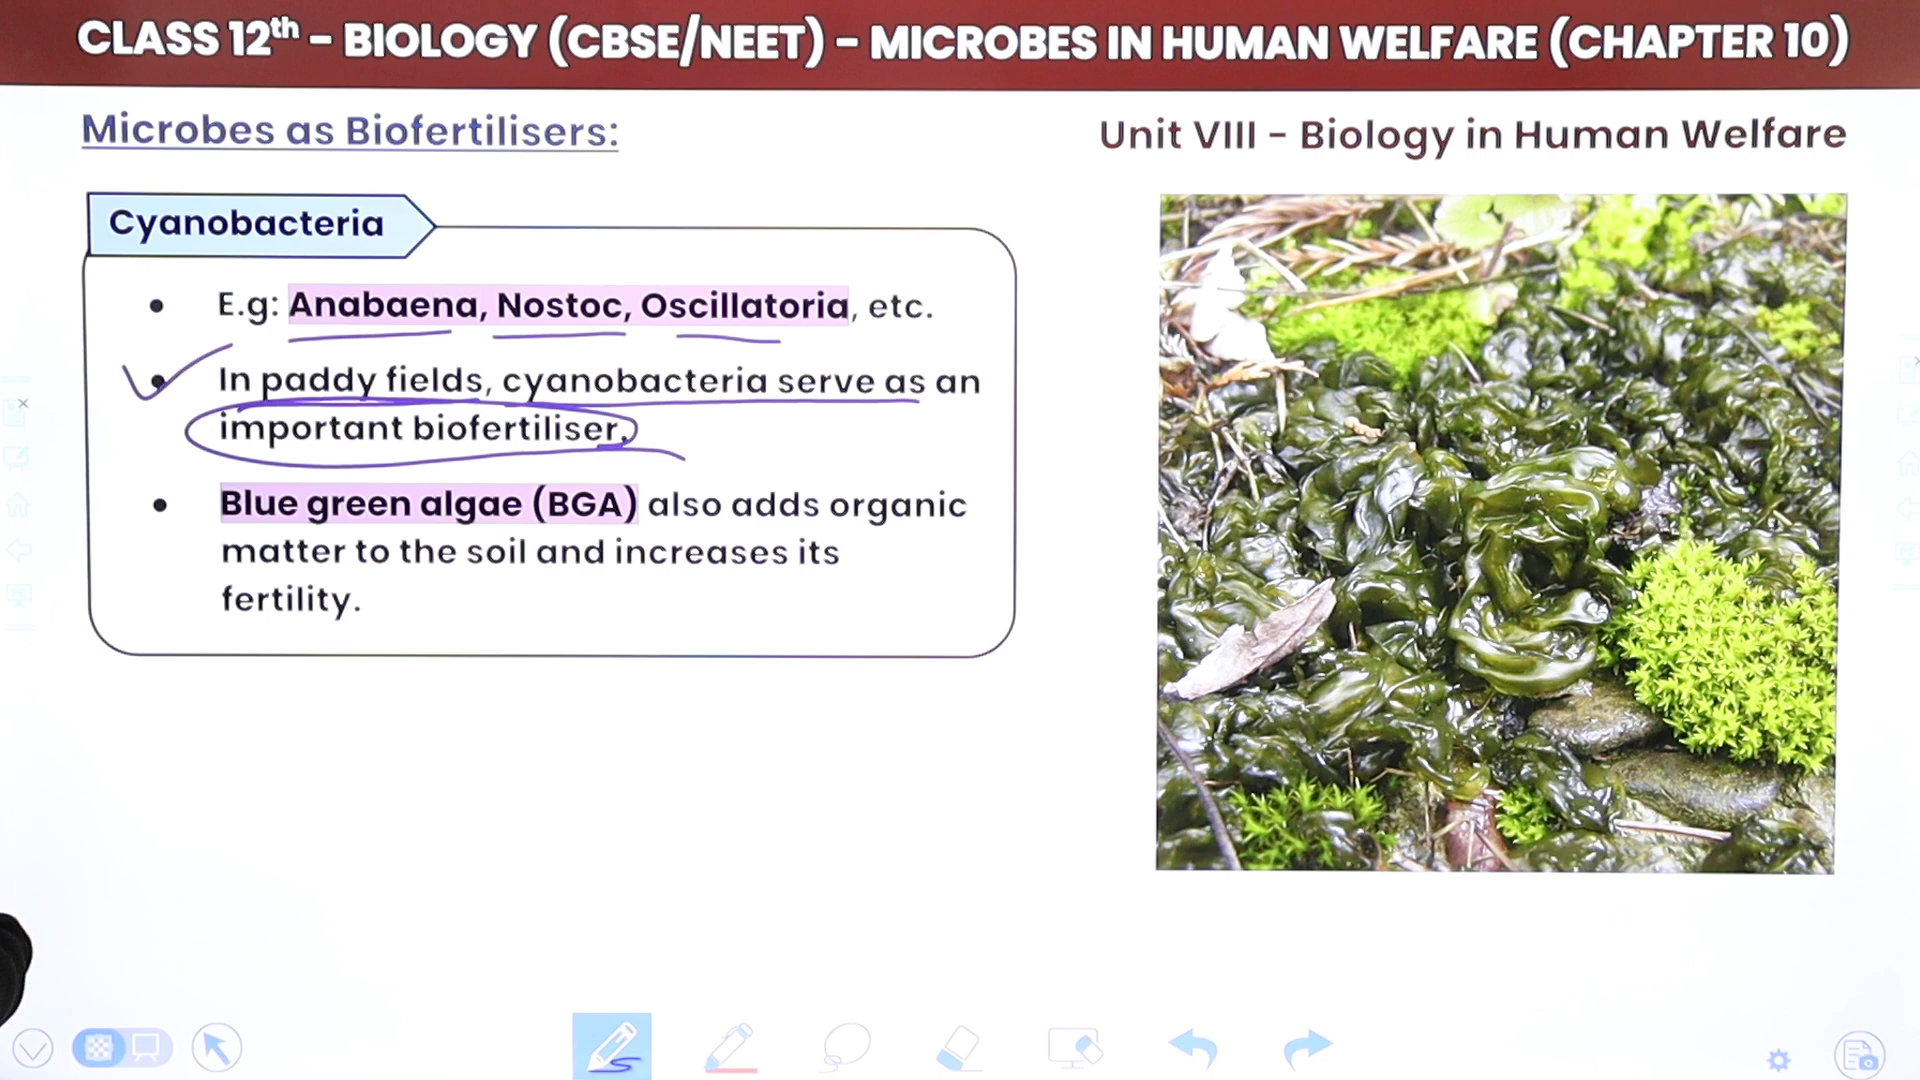 CLASS 12th - BIOLOGY (CBSE/NEET) - MICROBES IN HUMAN WELFARE (CHAPTER 10)
Microbes as Biofertilisers:
Unit VIII - Biology in Human Welfare
Cyanobacteria
• E.g: Anabaena, Nostoc, Oscillatoria, etc.
• In paddy fields, cyanobacteria serve as an
important biofertiliser.
• Blue green algae (BGA) also adds organic
matter to the soil and increases its
fertility.